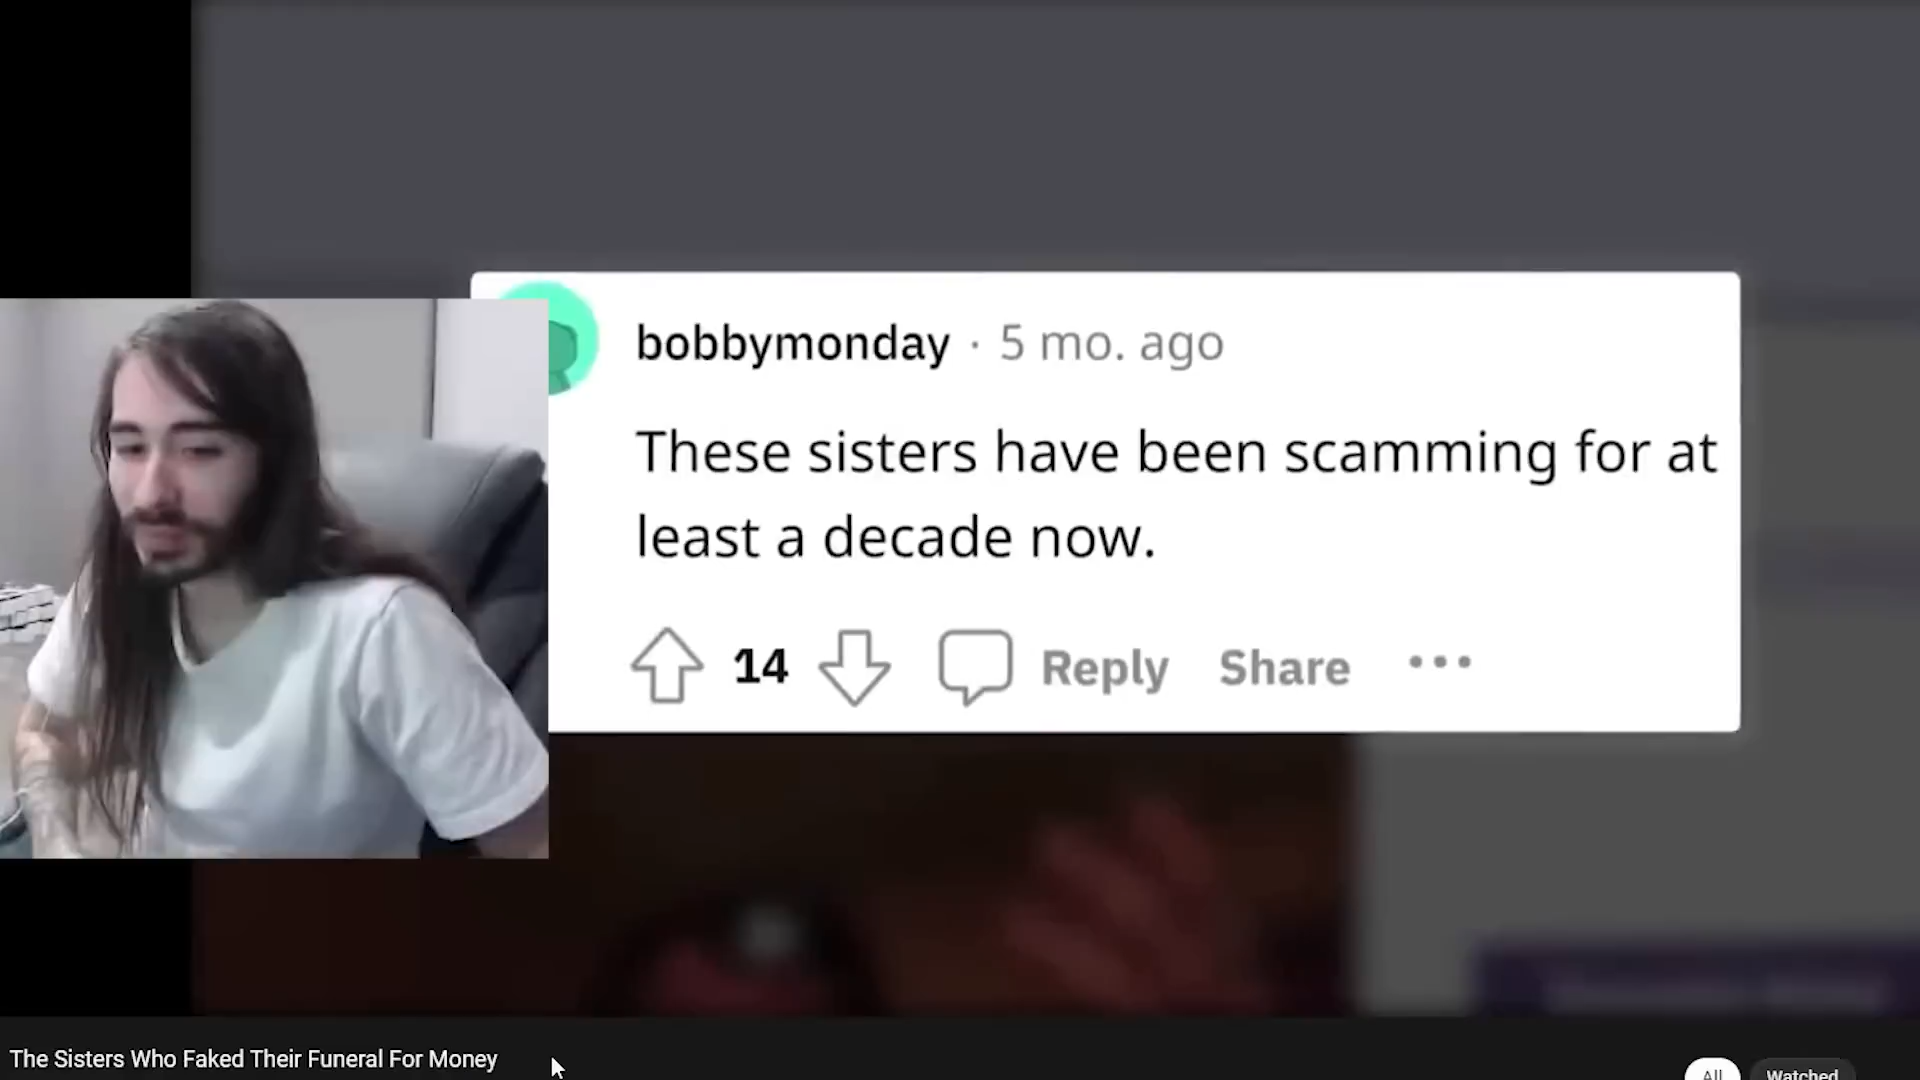 bobbymonday · 5 mo. ago
These sisters have been scamming for at
least a decade now.
14 Reply Share ...
The Sisters Who Faked Their Funeral For Money
All Watched